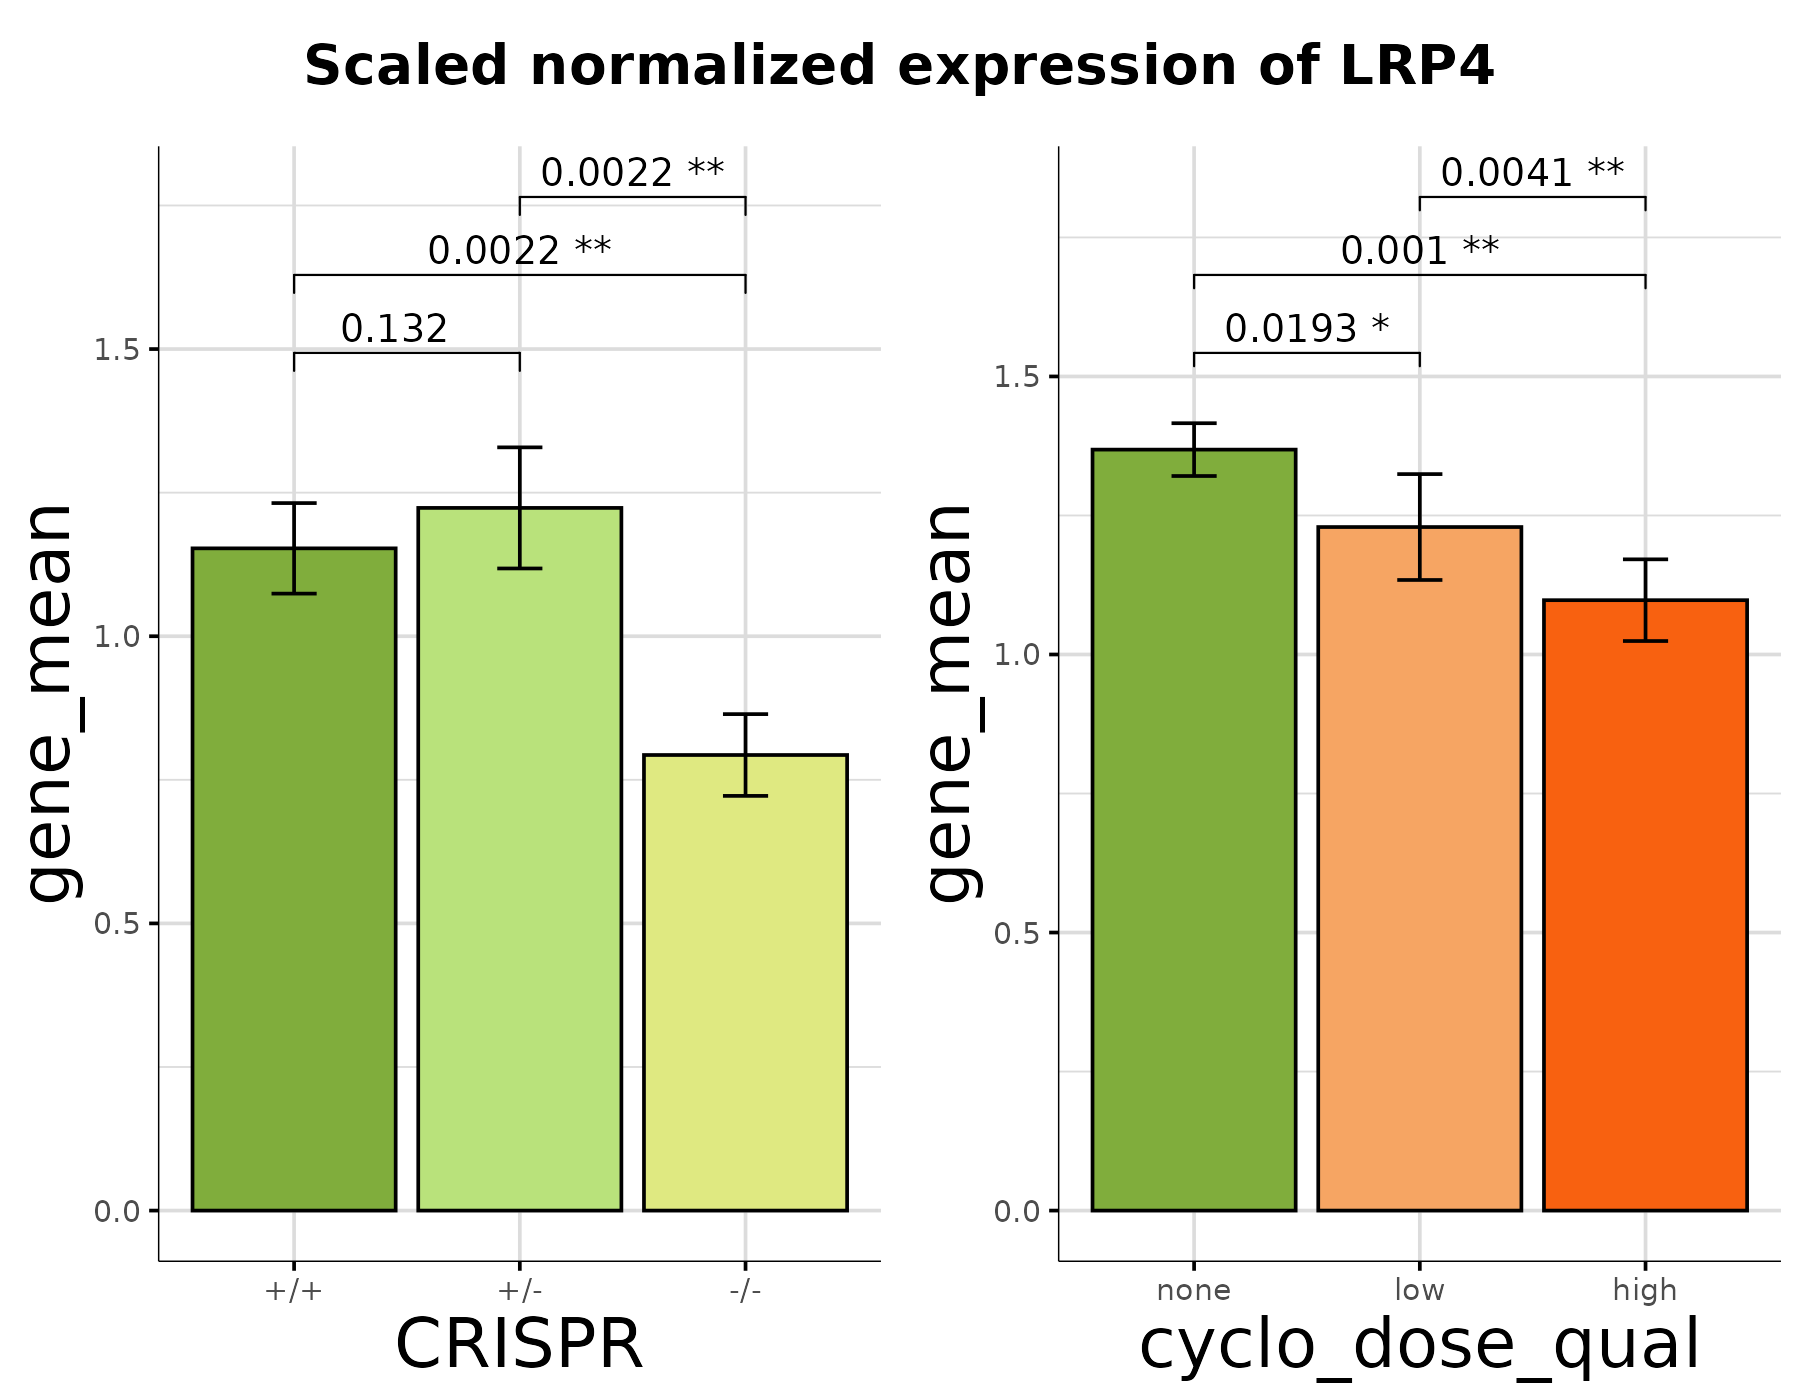 Scaled normalized expression of LRP4
gene_mean
0.0022 **
0.0022 **
0.132
1.5
1.0
0.5
0.0
+/+
+/-
-/-
CRISPR
gene_mean
0.0041 **
0.001 **
0.0193 *
1.5
1.0
0.5
0.0
none
low
high
cyclo_dose_qual